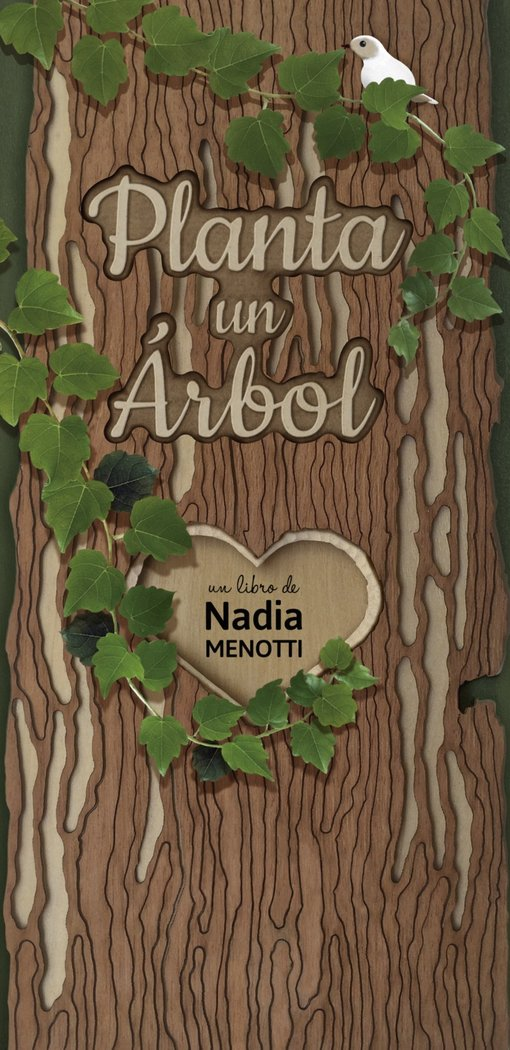 Planta
un
Árbol
un libro de
Nadia
MENOTTI